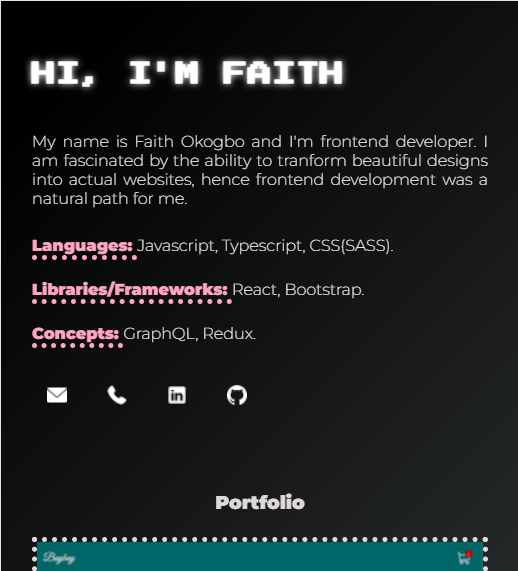 HI, I'M FAITH
My name is Faith Okogbo and I'm frontend developer. I
am fascinated by the ability to tranform beautiful designs
into actual websites, hence frontend development was a
natural path for me.
Languages: Javascript, Typescript, CSS(SASS).
Libraries/Frameworks: React, Bootstrap.
Concepts: GraphQL, Redux.
in
Portfolio